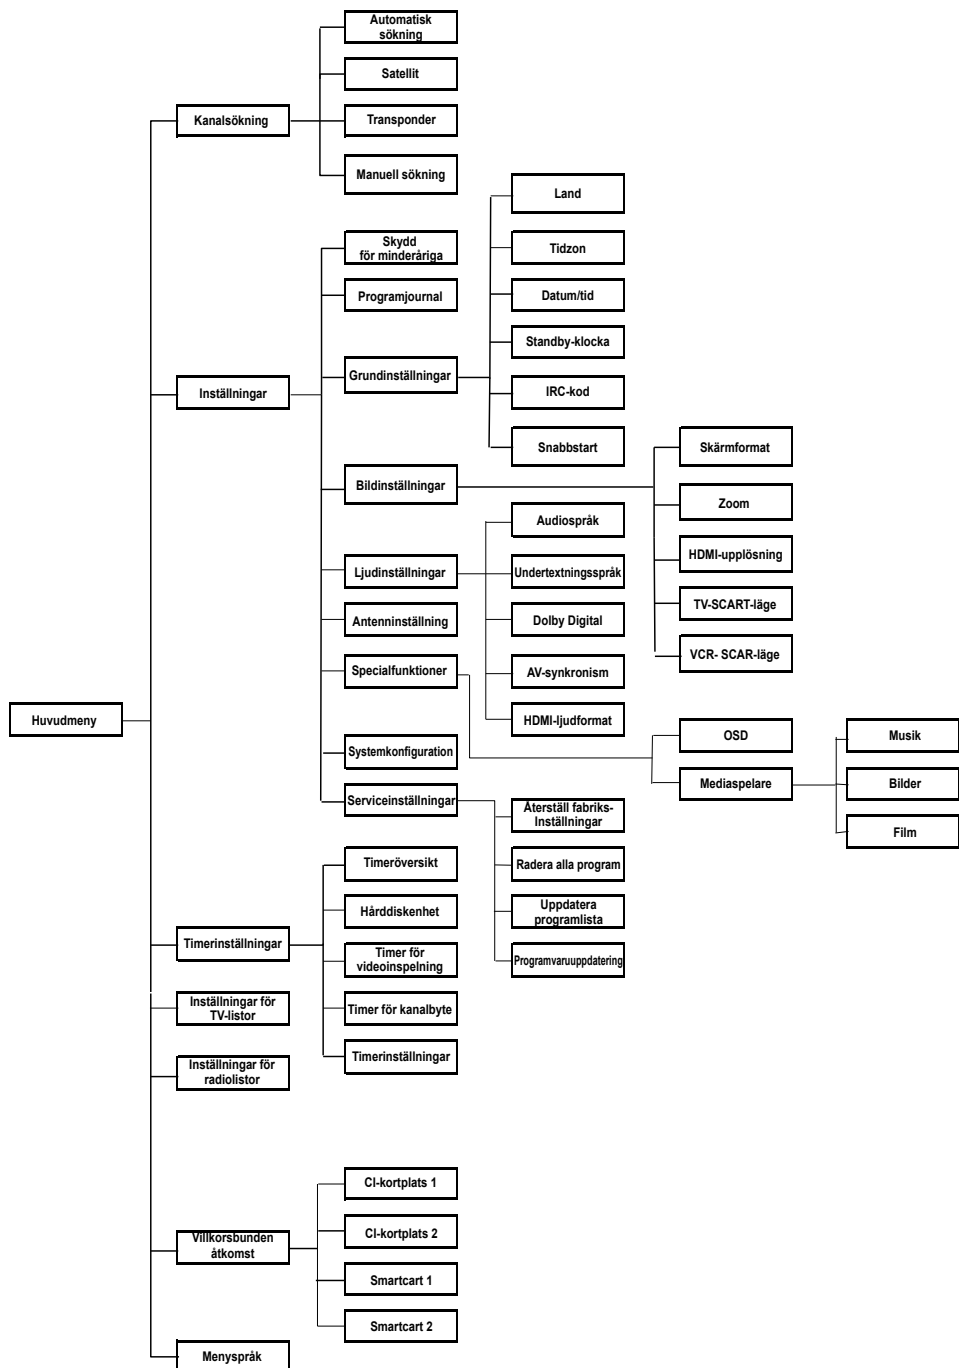 Automatisk
sökning
Satellit
Kanalsökning
Transponder
Manuell sökning
Land
Skydd
för minderåriga
Tidzon
Programjournal
Datum/tid
Standby-klocka
Grundinställningar
Inställningar
IRC-kod
Snabbstart
Skärmformat
Bildinställningar
Zoom
Audiospråk
HDMI-upplösning
Ljudinställningar
Undertextningsspråk
TV-SCART-läge
Antenninställning
Dolby Digital
VCR- SCAR-läge
Specialfunktioner
AV-synkronism
Huvudmeny
HDMI-ljudformat
OSD
Musik
Systemkonfiguration
Mediaspelare
Bilder
Serviceinställningar
Återställ fabriks-
Inställningar
Film
Timeröversikt
Radera alla program
Hårddiskenhet
Uppdatera
programlista
Timerinställningar
Timer för
videoinspelning
Programvaruuppdatering
Inställningar för
TV-listor
Timer för kanalbyte
Timerinställningar
Inställningar för
radiolistor
CI-kortplats 1
CI-kortplats 2
Villkorsbunden
åtkomst
Smartcart 1
Smartcart 2
Menyspråk